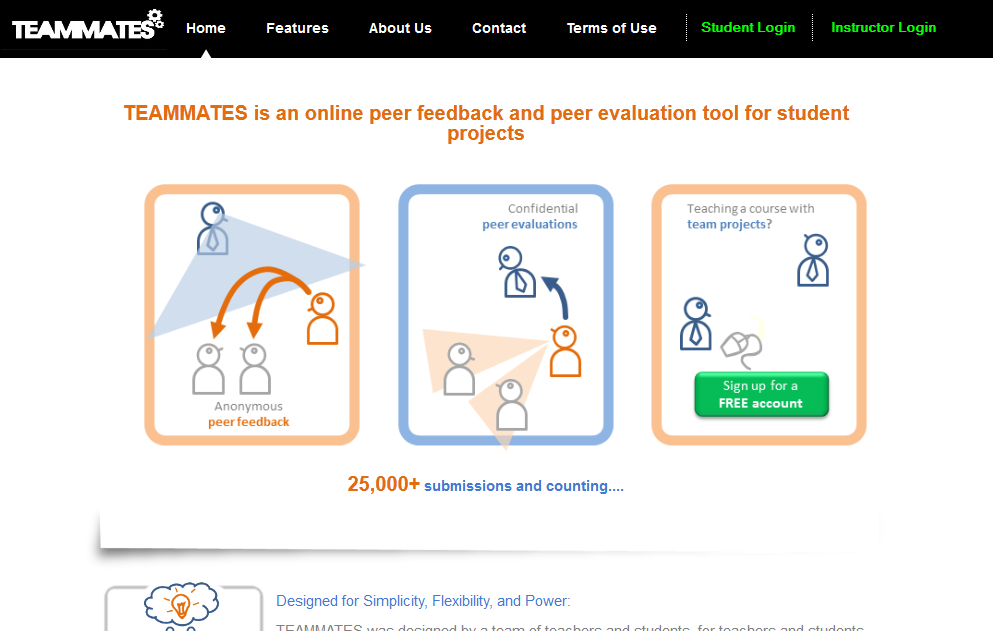 TEAMMATES
Home Features About Us Contact Terms of Use Student Login Instructor Login
TEAMMATES is an online peer feedback and peer evaluation tool for student
projects
Anonymous
peer feedback
Confidential
peer evaluations
Teaching a course with
team projects?
Sign up for a
FREE account
25,000+ submissions and counting....
Designed for Simplicity, Flexibility, and Power:
TEAMMATES was designed by a team of teachers and students, for teachers and students